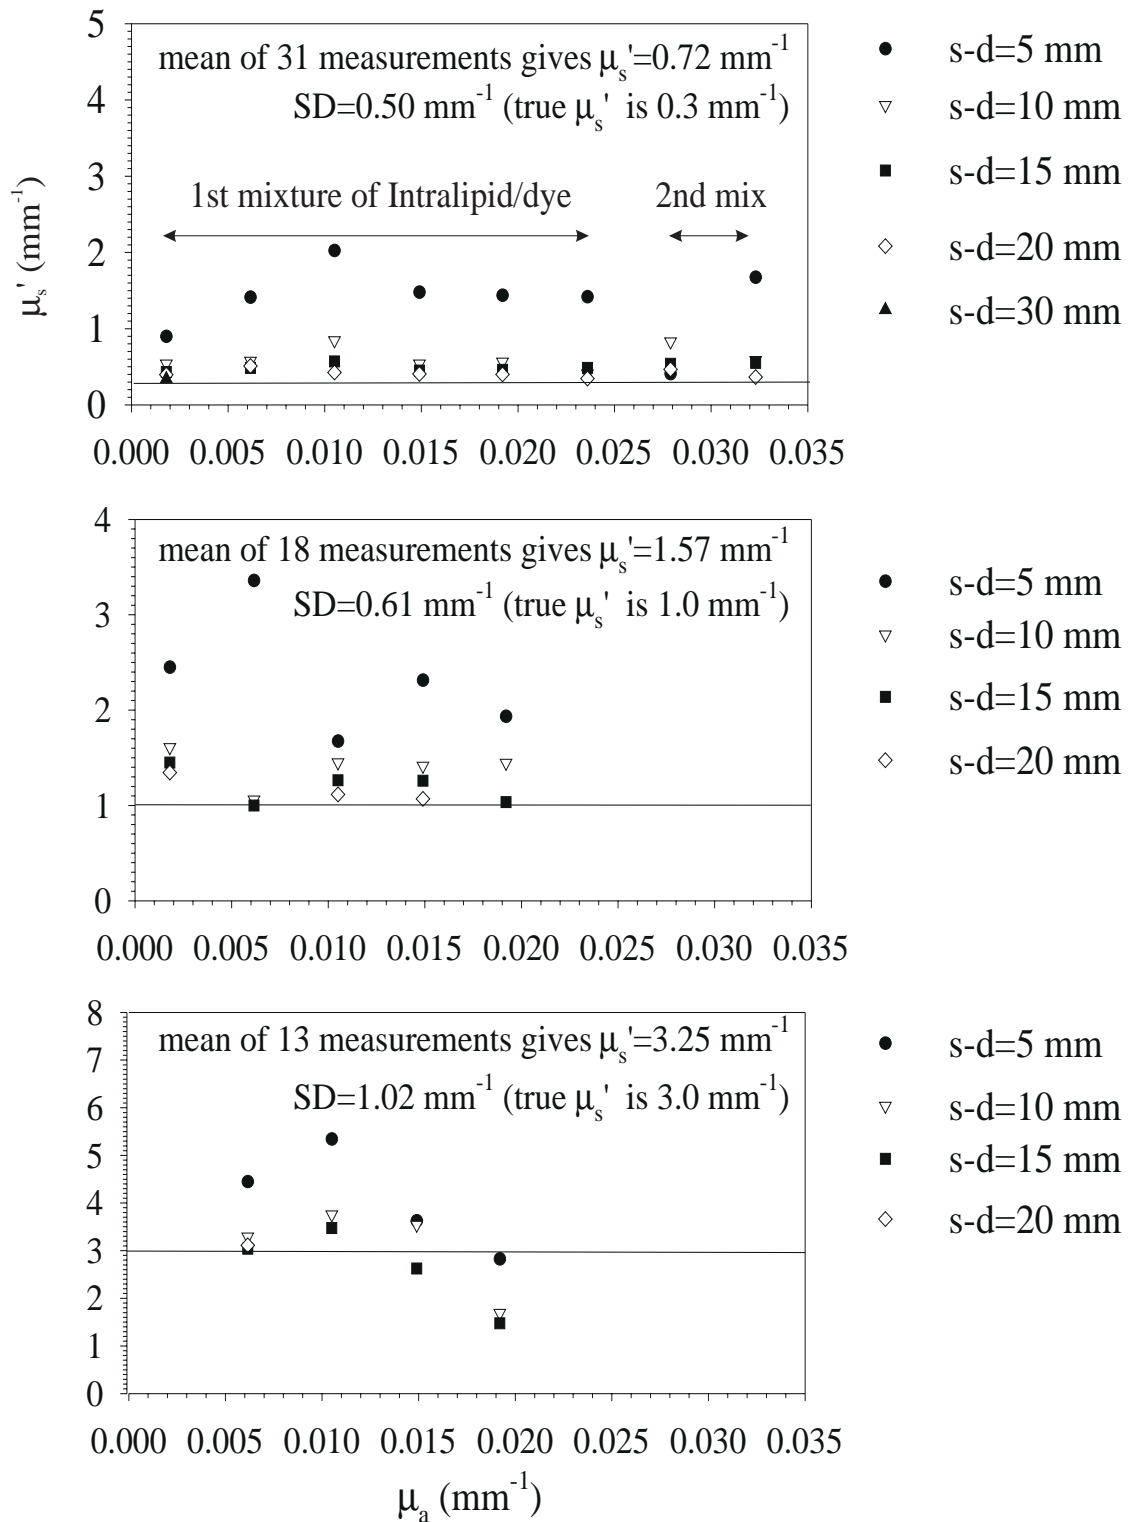 5
mean of 31 measurements gives μs'=0.72 mm-1
SD=0.50 mm-1 (true μs' is 0.3 mm-1)
4
3
1st mixture of Intralipid/dye 2nd mix
2
1
0
μs' (mm-1)
0.000 0.005 0.010 0.015 0.020 0.025 0.030 0.035
s-d=5 mm
s-d=10 mm
s-d=15 mm
s-d=20 mm
s-d=30 mm
4
mean of 18 measurements gives μs'=1.57 mm-1
SD=0.61 mm-1 (true μs' is 1.0 mm-1)
3
2
1
0
0.000 0.005 0.010 0.015 0.020 0.025 0.030 0.035
s-d=5 mm
s-d=10 mm
s-d=15 mm
s-d=20 mm
8
mean of 13 measurements gives μs'=3.25 mm-1
7
SD=1.02 mm-1 (true μs' is 3.0 mm-1)
6
5
4
3
2
1
0
0.000 0.005 0.010 0.015 0.020 0.025 0.030 0.035
μa (mm-1)
s-d=5 mm
s-d=10 mm
s-d=15 mm
s-d=20 mm